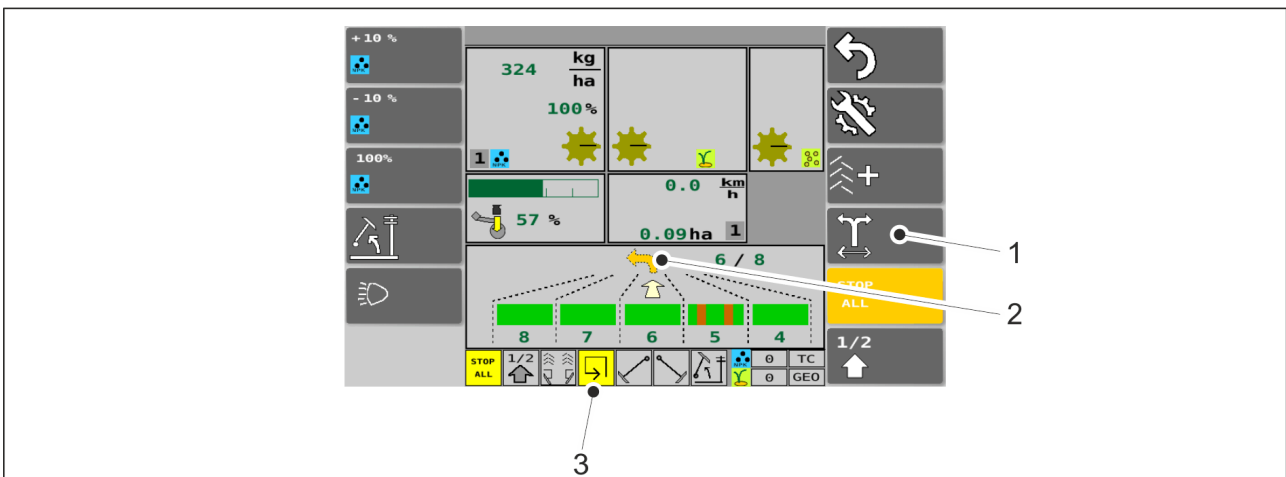 +10 %
NPK
-10 %
NPK
100%
NPK
324 kg
ha
100%
1 NPK
57 %
0.0 km
h
0.09ha 1
6 / 8
8 7 6 5 4
STOP
ALL
1/2
NPK 0 TC
0 GEO
STOP
ALL
1/2
1
2
3